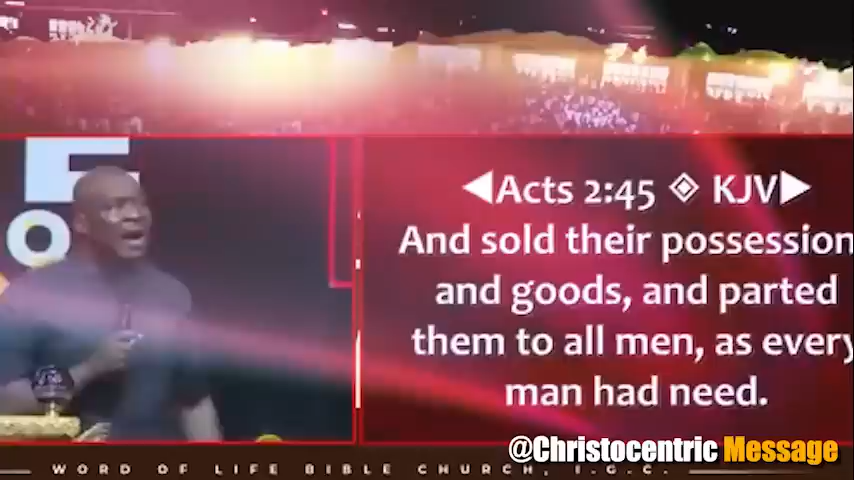 ◀Acts 2:45 ◈ KJV▶
And sold their possession
and goods, and parted
them to all men, as every
man had need.
@Christocentric Message
WORD OF LIFE BIBLE CHURCH, I.G.C.